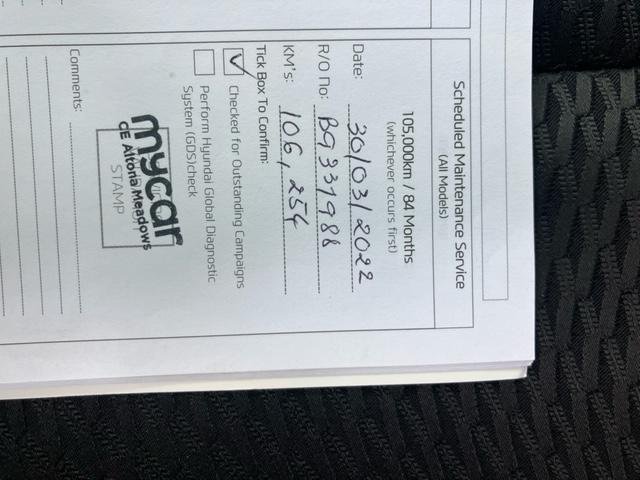 Scheduled Maintenance Service
(All Models)
105,000km / 84 Months
(whichever occurs first)
Date: 30/03/2022
R/O no: BG931988
KM's: 106,254
Tick Box To Confirm:
Checked for Outstanding Campaigns
Perform Hyundai Global Diagnostic
System (GDS)check
mycar
CE Altona Meadows
STAMP
Comments: